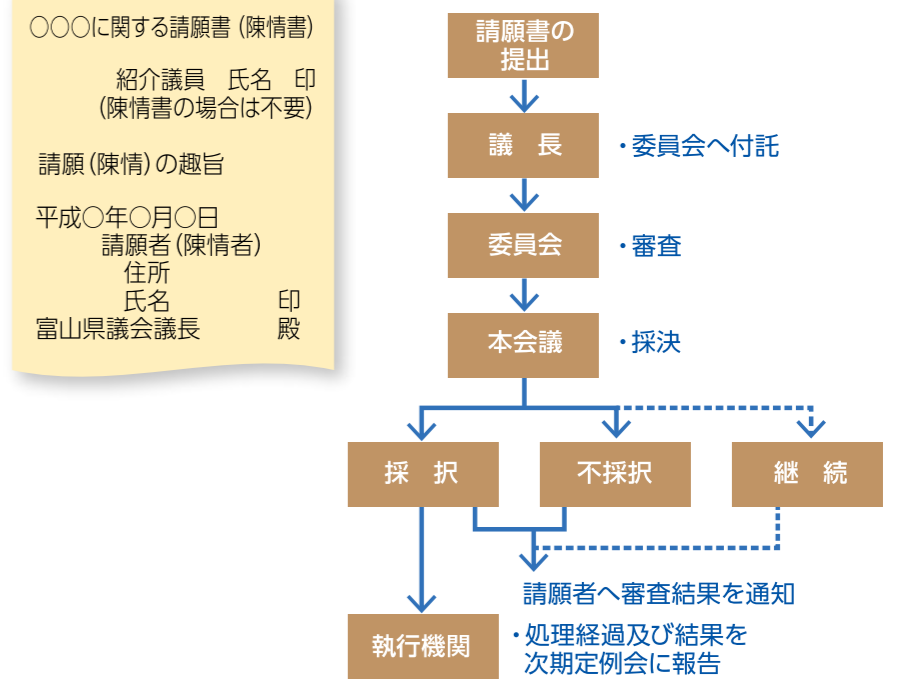 ○○○に関する請願書(陳情書)
紹介議員　氏名　印
(陳情書の場合は不要)
請願(陳情)の趣旨
平成○年○月○日
請願者(陳情者)
住所
氏名　　　　印
富山県議会議長　　　殿
請願書の
提出
議　長
・委員会へ付託
委員会
・審査
本会議
・採決
採　択
不採択
継　続
請願者へ審査結果を通知
執行機関
・処理経過及び結果を
次期定例会に報告